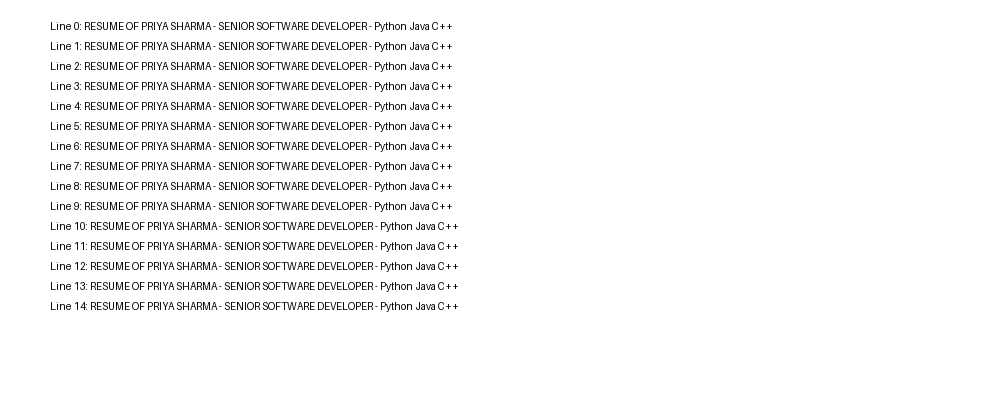 Line 0: RESUME OF PRIYA SHARMA - SENIOR SOFTWARE DEVELOPER - Python Java C++
Line 1: RESUME OF PRIYA SHARMA - SENIOR SOFTWARE DEVELOPER - Python Java C++
Line 2: RESUME OF PRIYA SHARMA - SENIOR SOFTWARE DEVELOPER - Python Java C++
Line 3: RESUME OF PRIYA SHARMA - SENIOR SOFTWARE DEVELOPER - Python Java C++
Line 4: RESUME OF PRIYA SHARMA - SENIOR SOFTWARE DEVELOPER - Python Java C++
Line 5: RESUME OF PRIYA SHARMA - SENIOR SOFTWARE DEVELOPER - Python Java C++
Line 6: RESUME OF PRIYA SHARMA - SENIOR SOFTWARE DEVELOPER - Python Java C++
Line 7: RESUME OF PRIYA SHARMA - SENIOR SOFTWARE DEVELOPER - Python Java C++
Line 8: RESUME OF PRIYA SHARMA - SENIOR SOFTWARE DEVELOPER - Python Java C++
Line 9: RESUME OF PRIYA SHARMA - SENIOR SOFTWARE DEVELOPER - Python Java C++
Line 10: RESUME OF PRIYA SHARMA - SENIOR SOFTWARE DEVELOPER - Python Java C++
Line 11: RESUME OF PRIYA SHARMA - SENIOR SOFTWARE DEVELOPER - Python Java C++
Line 12: RESUME OF PRIYA SHARMA - SENIOR SOFTWARE DEVELOPER - Python Java C++
Line 13: RESUME OF PRIYA SHARMA - SENIOR SOFTWARE DEVELOPER - Python Java C++
Line 14: RESUME OF PRIYA SHARMA - SENIOR SOFTWARE DEVELOPER - Python Java C++